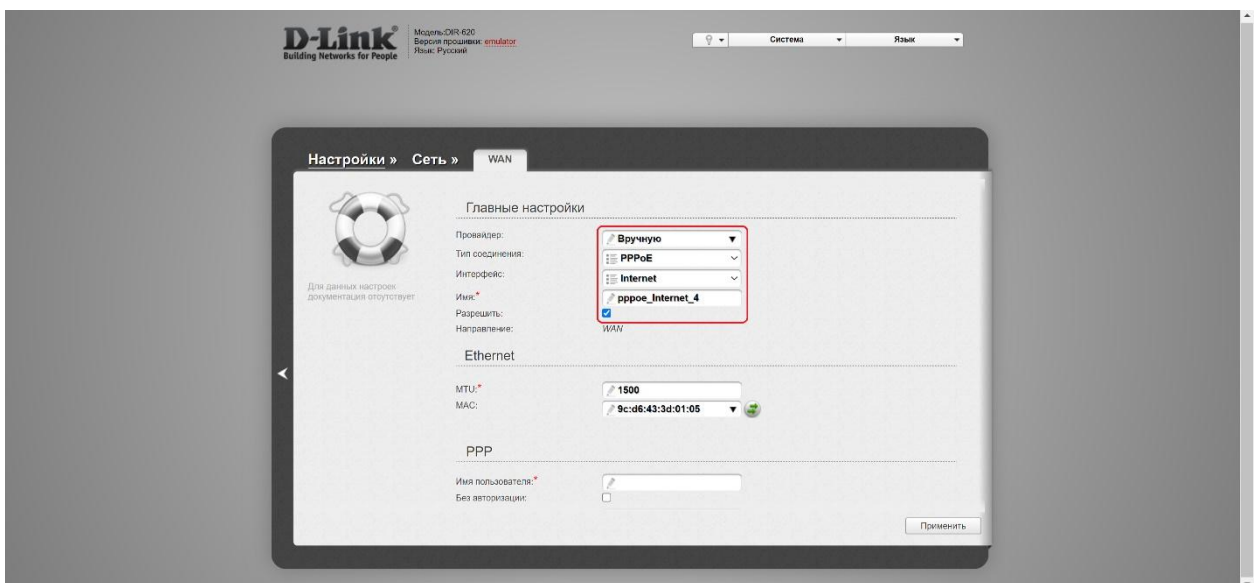 D-Link
Building Networks for People
Модель:DIR-620
Версия прошивки: emulator
Язык: Русский
Система
Язык
Настройки » Сеть » WAN
Главные настройки
Для данных настроек
документация отсутствует
Провайдер: Вручную
Тип соединения: PPPoE
Интерфейс: Internet
Имя:* pppoe_Internet_4
Разрешить:
Направление: WAN
Ethernet
MTU:* 1500
MAC: 9c:d6:43:3d:01:05
PPP
Имя пользователя:*
Без авторизации:
Применить